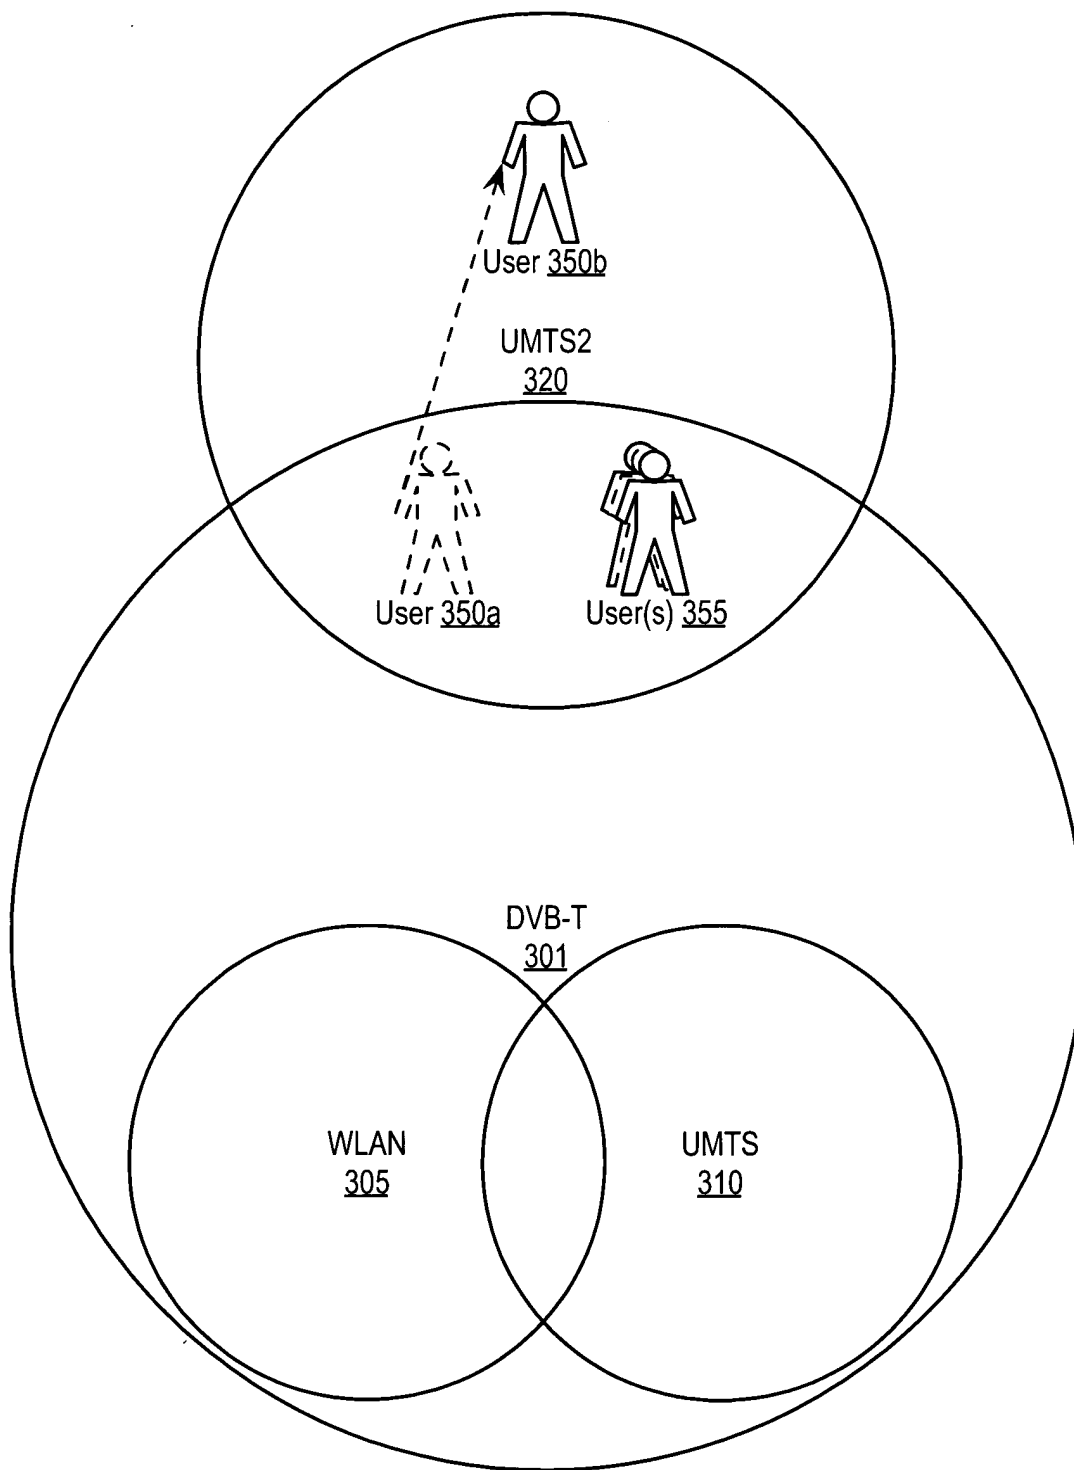 User 350b
UMTS2
320
User 350a
User(s) 355
DVB-T
301
WLAN
305
UMTS
310